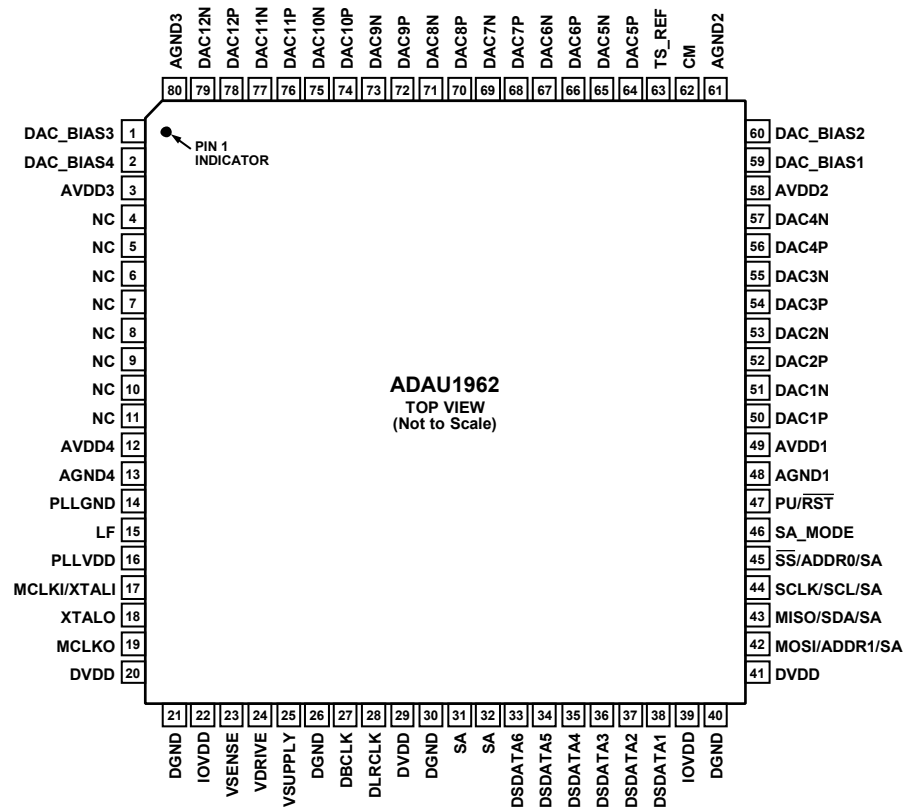 AGND3
DAC12N
DAC12P
DAC11N
DAC11P
DAC10N
DAC10P
DAC9N
DAC9P
DAC8N
DAC8P
DAC7N
DAC7P
DAC6N
DAC6P
DAC5N
DAC5P
TS_REF
CM
AGND2
80 79 78 77 76 75 74 73 72 71 70 69 68 67 66 65 64 63 62 61
DAC_BIAS3 1
DAC_BIAS4 2
AVDD3 3
NC 4
NC 5
NC 6
NC 7
NC 8
NC 9
NC 10
NC 11
AVDD4 12
AGND4 13
PLLGND 14
LF 15
PLLVDD 16
MCLKI/XTALI 17
XTALO 18
MCLKO 19
DVDD 20
PIN 1
INDICATOR
ADAU1962
TOP VIEW
(Not to Scale)
60 DAC_BIAS2
59 DAC_BIAS1
58 AVDD2
57 DAC4N
56 DAC4P
55 DAC3N
54 DAC3P
53 DAC2N
52 DAC2P
51 DAC1N
50 DAC1P
49 AVDD1
48 AGND1
47 PU/RST
46 SA_MODE
45 SS/ADDR0/SA
44 SCLK/SCL/SA
43 MISO/SDA/SA
42 MOSI/ADDR1/SA
41 DVDD
21 22 23 24 25 26 27 28 29 30 31 32 33 34 35 36 37 38 39 40
DGND
IOVDD
VSENSE
VDRIVE
VSUPPLY
DGND
DBCLK
DLRCLK
DVDD
DGND
SA
SA
DSDATA6
DSDATA5
DSDATA4
DSDATA3
DSDATA2
DSDATA1
IOVDD
DGND